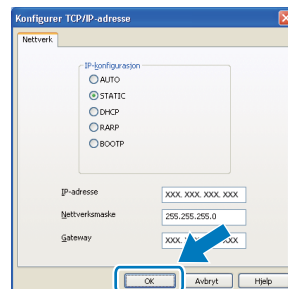 Konfigurer TCP/IP-adresse
Nettverk
IP-konfigurasjon
AUTO
STATIC
DHCP
RARP
BOOTP
IP-adresse XXX. XXX. XXX. XXX
Nettverksmaske 255.255.255.0
Gateway
OK Avbryt Hjelp